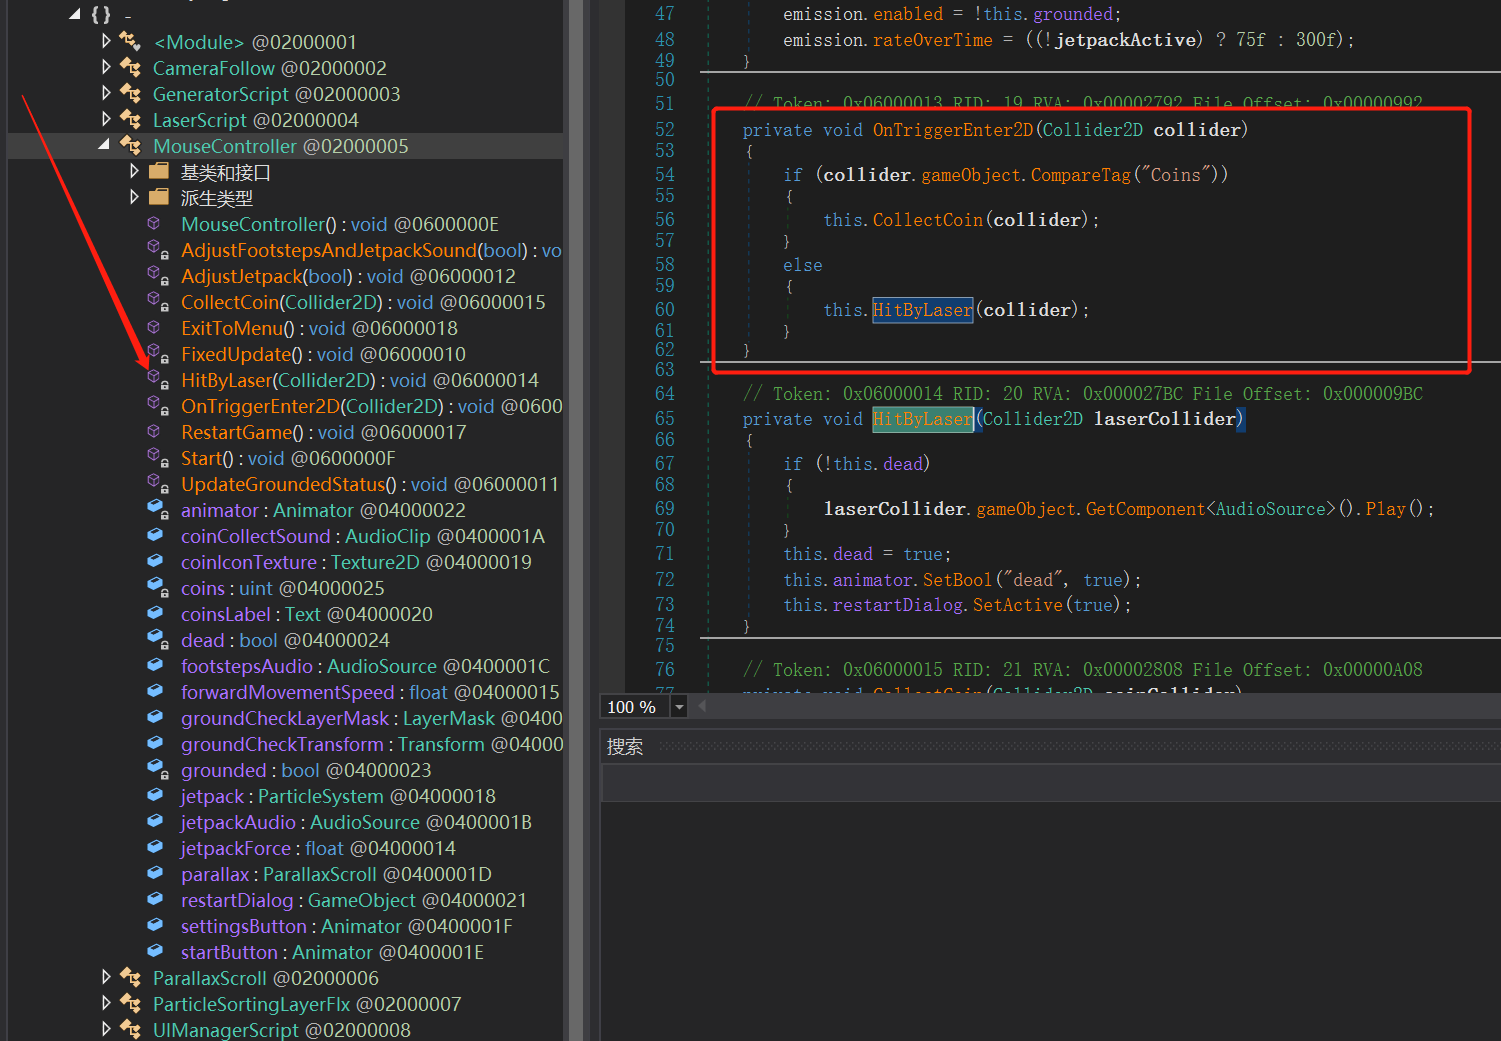 { } -
<Module> @02000001
CameraFollow @02000002
GeneratorScript @02000003
LaserScript @02000004
MouseController @02000005
基类和接口
派生类型
MouseController() : void @0600000E
AdjustFootstepsAndJetpackSound(bool) : vo
AdjustJetpack(bool) : void @06000012
CollectCoin(Collider2D) : void @06000015
ExitToMenu() : void @06000018
FixedUpdate() : void @06000010
HitByLaser(Collider2D) : void @06000014
OnTriggerEnter2D(Collider2D) : void @0600
RestartGame() : void @06000017
Start() : void @0600000F
UpdateGroundedStatus() : void @06000011
animator : Animator @04000022
coinCollectSound : AudioClip @0400001A
coinIconTexture : Texture2D @04000019
coins : uint @04000025
coinsLabel : Text @04000020
dead : bool @04000024
footstepsAudio : AudioSource @0400001C
forwardMovementSpeed : float @04000015
groundCheckLayerMask : LayerMask @0400
groundCheckTransform : Transform @04000
grounded : bool @04000023
jetpack : ParticleSystem @04000018
jetpackAudio : AudioSource @0400001B
jetpackForce : float @04000014
parallax : ParallaxScroll @0400001D
restartDialog : GameObject @04000021
settingsButton : Animator @0400001F
startButton : Animator @0400001E
ParallaxScroll @02000006
ParticleSortingLayerFIx @02000007
UIManagerScript @02000008
47 emission.enabled = !this.grounded;
48 emission.rateOverTime = ((!jetpackActive) ? 75f : 300f);
49 }
50
51 // Token: 0x06000013 RID: 19 RVA: 0x00002792 File Offset: 0x00000992
52 private void OnTriggerEnter2D(Collider2D collider)
53 {
54 if (collider.gameObject.CompareTag("Coins"))
55 {
56 this.CollectCoin(collider);
57 }
58 else
59 {
60 this.HitByLaser(collider);
61 }
62 }
63
64 // Token: 0x06000014 RID: 20 RVA: 0x000027BC File Offset: 0x000009BC
65 private void HitByLaser(Collider2D laserCollider)
66 {
67 if (!this.dead)
68 {
69 laserCollider.gameObject.GetComponent<AudioSource>().Play();
70 }
71 this.dead = true;
72 this.animator.SetBool("dead", true);
73 this.restartDialog.SetActive(true);
74 }
75
76 // Token: 0x06000015 RID: 21 RVA: 0x00002808 File Offset: 0x00000A08
77 private void CollectCoin(Collider2D coinCollider)
100 %
搜索